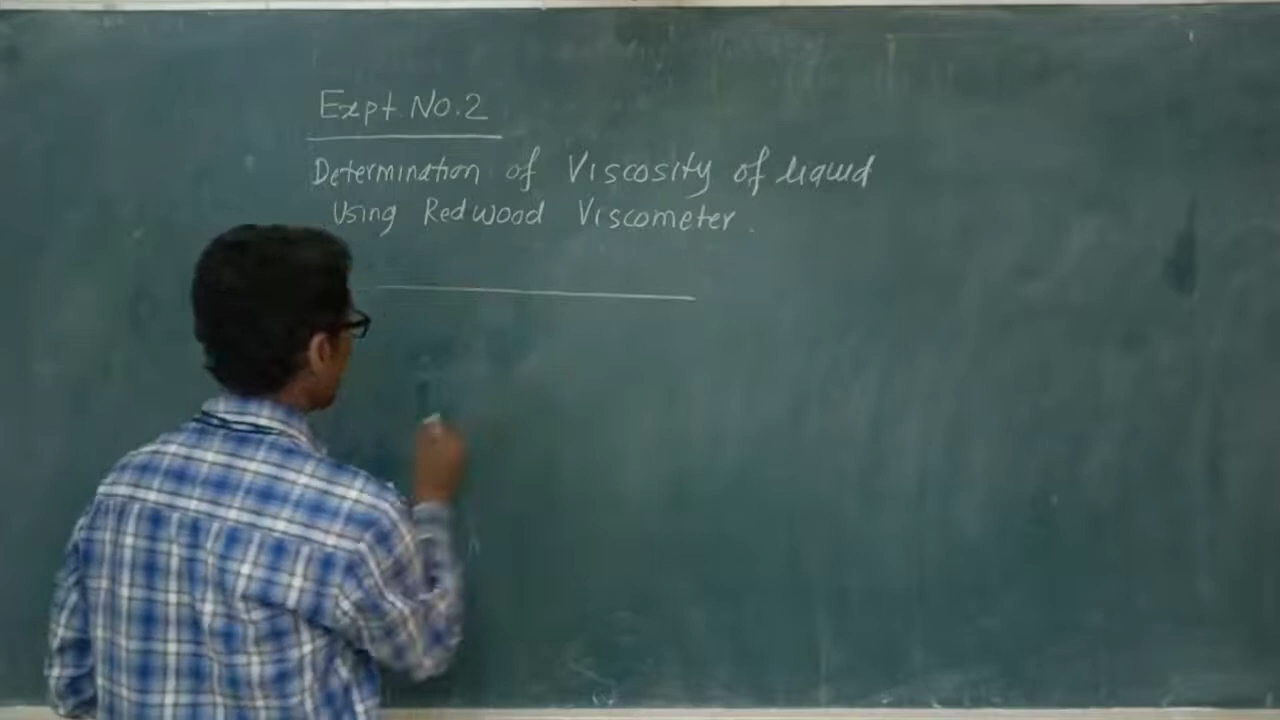 Expt. No.2
Determination of Viscosity of liquid
Using Redwood Viscometer.